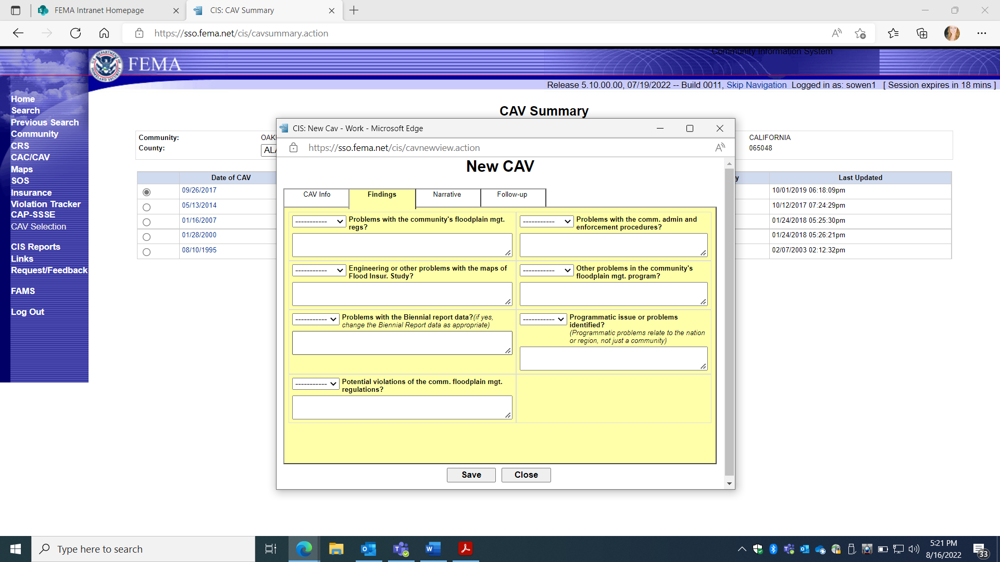 FEMA Intranet Homepage
CIS: CAV Summary
https://sso.fema.net/cis/cavsummary.action
Community Information System
FEMA
Release 5.10.00.00, 07/19/2022 -- Build 0011, Skip Navigation Logged in as: sowen1 [ Session expires in 18 mins ]
Home
Search
Previous Search
Community
CRS
CAC/CAV
Maps
SOS
Insurance
Violation Tracker
CAP-SSSE
CAV Selection
CIS Reports
Links
Request/Feedback
FAMS
Log Out
CAV Summary
Community: OAK CALIFORNIA
County: ALA 065048
Date of CAV y Last Updated
09/26/2017 10/01/2019 06:18:09pm
05/13/2014 10/12/2017 07:24:29pm
01/16/2007 01/24/2018 05:25:30pm
01/28/2000 01/24/2018 05:26:21pm
08/10/1995 02/07/2003 02:12:32pm
CIS: New Cav - Work - Microsoft Edge
https://sso.fema.net/cis/cavnewview.action
New CAV
CAV Info Findings Narrative Follow-up
----------- Problems with the community's floodplain mgt.
regs?
----------- Problems with the comm. admin and
enforcement procedures?
----------- Engineering or other problems with the maps of
Flood Insur. Study?
----------- Other problems in the community's
floodplain mgt. program?
----------- Problems with the Biennial report data?(if yes,
change the Biennial Report data as appropriate)
----------- Programmatic issue or problems
identified?
(Programmatic problems relate to the nation
or region, not just a community)
----------- Potential violations of the comm. floodplain mgt.
regulations?
Save Close
Type here to search
5:21 PM
8/16/2022
33